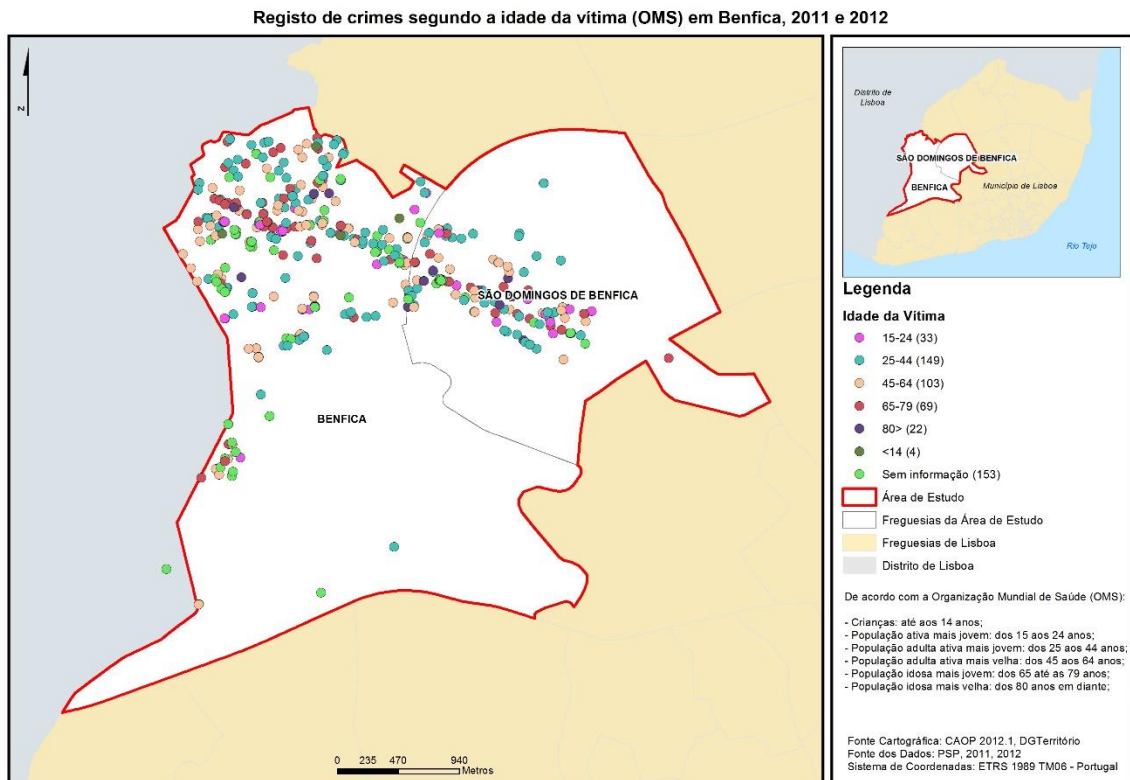 Registo de crimes segundo a idade da vítima (OMS) em Benfica, 2011 e 2012
N
SÃO DOMINGOS DE BENFICA
BENFICA
0 235 470 940
Metros
Distrito de
Lisboa
SÃO DOMINGOS DE BENFICA
BENFICA
Município de Lisboa
Rio Tejo
Legenda
Idade da Vítima
15-24 (33)
25-44 (149)
45-64 (103)
65-79 (69)
80> (22)
<14 (4)
Sem informação (153)
Área de Estudo
Freguesias da Área de Estudo
Freguesias de Lisboa
Distrito de Lisboa
De acordo com a Organização Mundial de Saúde (OMS):
- Crianças: até aos 14 anos;
- População ativa mais jovem: dos 15 aos 24 anos;
- População adulta ativa mais jovem: dos 25 aos 44 anos;
- População adulta ativa mais velha: dos 45 aos 64 anos;
- População idosa mais jovem: dos 65 até as 79 anos;
- População idosa mais velha: dos 80 anos em diante;
Fonte Cartográfica: CAOP 2012.1, DGTerritório
Fonte dos Dados: PSP, 2011, 2012
Sistema de Coordenadas: ETRS 1989 TM06 - Portugal